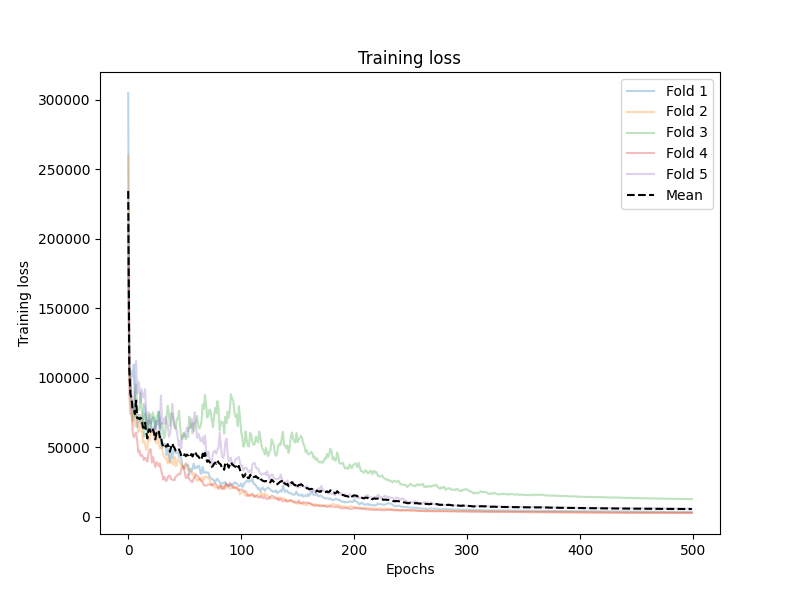 Training loss
300000
250000
200000
150000
100000
50000
0
Training loss
0
100
200
300
400
500
Epochs
Fold 1
Fold 2
Fold 3
Fold 4
Fold 5
Mean